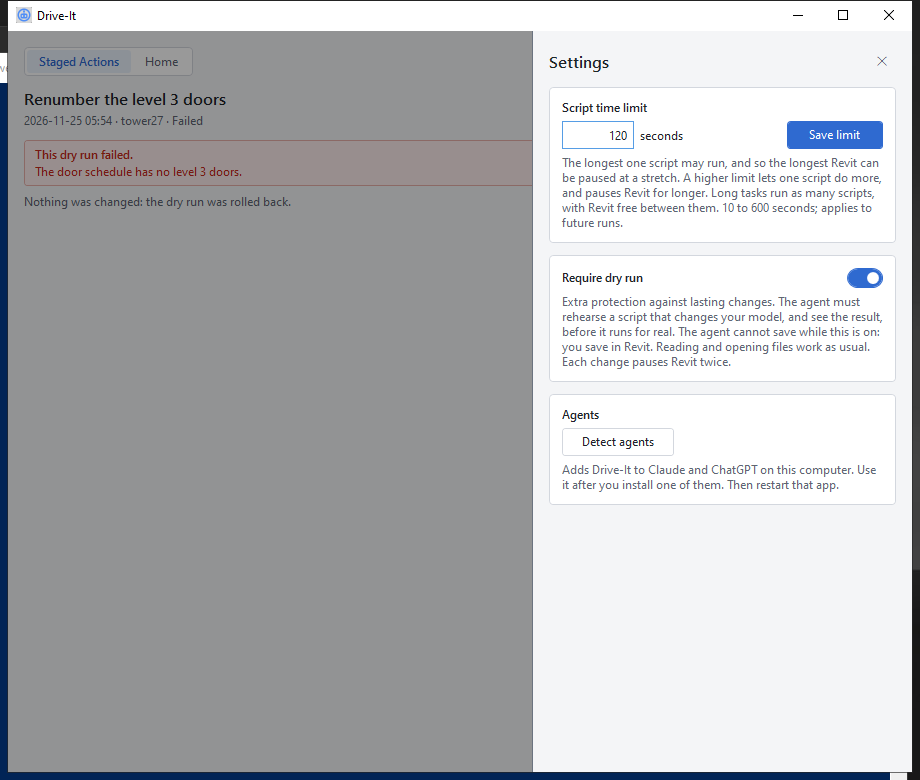 Drive-It
Staged Actions
Home
Renumber the level 3 doors
2026-11-25 05:54 · tower27 · Failed
This dry run failed.
The door schedule has no level 3 doors.
Nothing was changed: the dry run was rolled back.
Settings
Script time limit
120 seconds
Save limit
The longest one script may run, and so the longest Revit can
be paused at a stretch. A higher limit lets one script do more,
and pauses Revit for longer. Long tasks run as many scripts,
with Revit free between them. 10 to 600 seconds; applies to
future runs.
Require dry run
Extra protection against lasting changes. The agent must
rehearse a script that changes your model, and see the result,
before it runs for real. The agent cannot save while this is on:
you save in Revit. Reading and opening files work as usual.
Each change pauses Revit twice.
Agents
Detect agents
Adds Drive-It to Claude and ChatGPT on this computer. Use
it after you install one of them. Then restart that app.